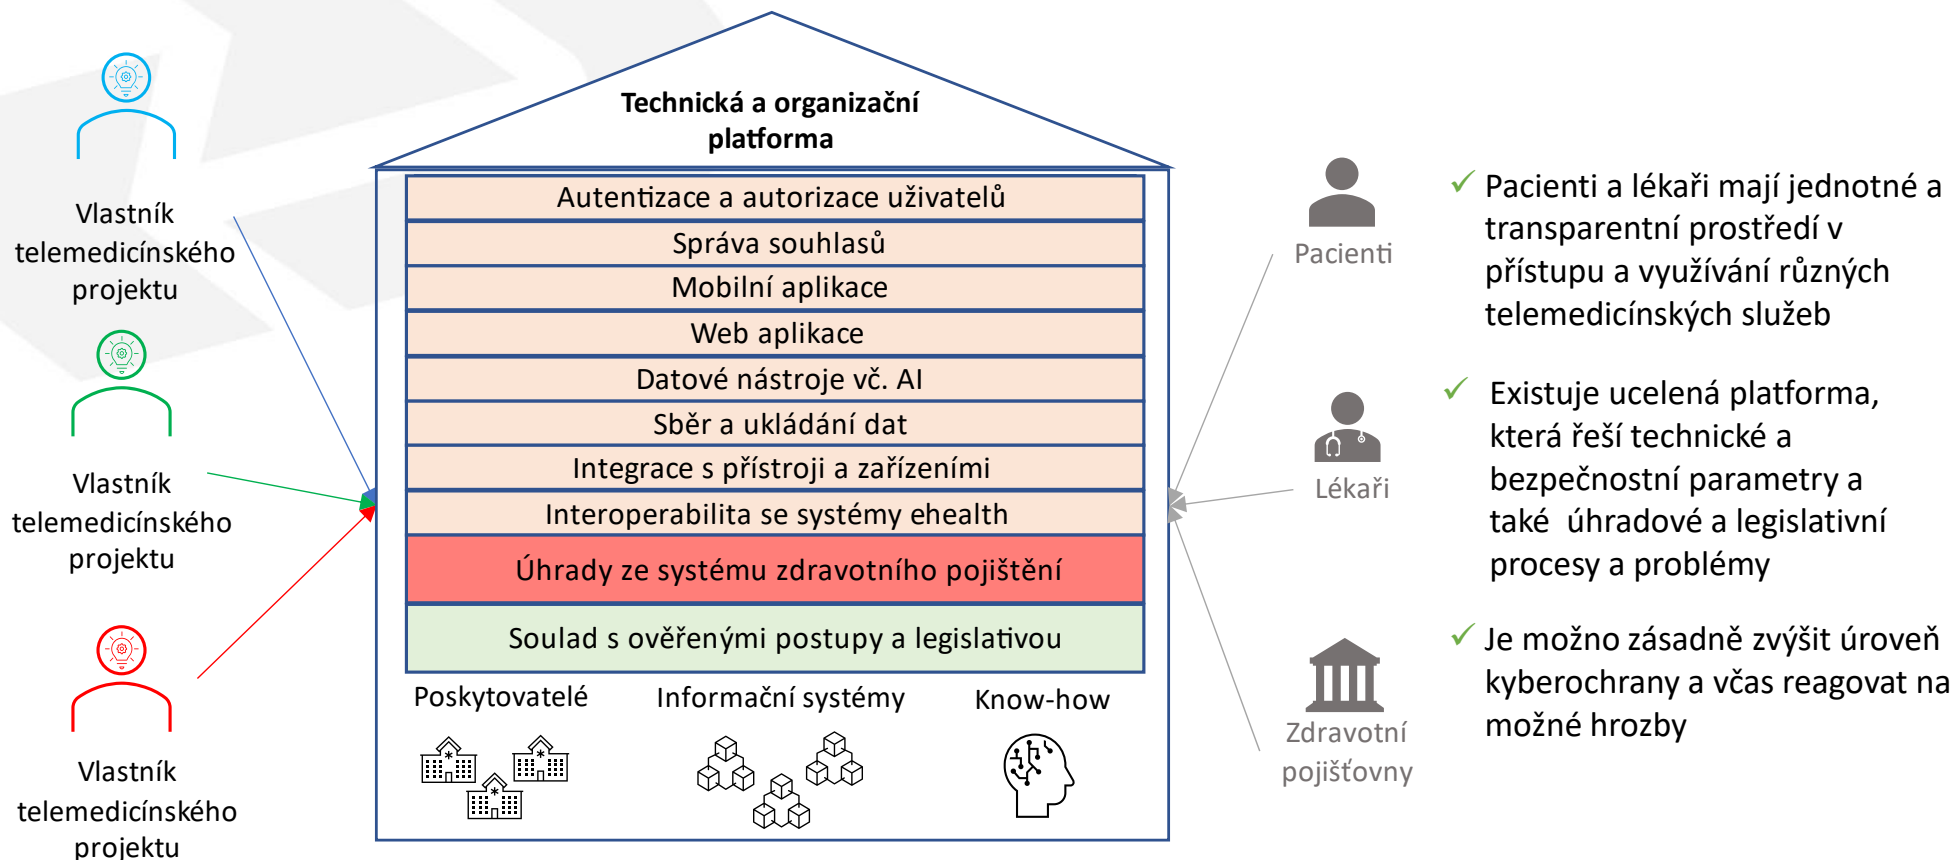 Technická a organizační
platforma
Vlastník
telemedicínského
projektu
Vlastník
telemedicínského
projektu
Vlastník
telemedicínského
projektu
Autentizace a autorizace uživatelů
Správa souhlasů
Mobilní aplikace
Web aplikace
Datové nástroje vč. AI
Sběr a ukládání dat
Integrace s přístroji a zařízeními
Interoperabilita se systémy ehealth
Úhrady ze systému zdravotního pojištění
Soulad s ověřenými postupy a legislativou
Poskytovatelé
Informační systémy
Know-how
Pacienti
Lékaři
Zdravotní
pojišťovny
✓ Pacienti a lékaři mají jednotné a
transparentní prostředí v
přístupu a využívání různých
telemedicínských služeb
✓ Existuje ucelená platforma,
která řeší technické a
bezpečnostní parametry a
také úhradové a legislativní
procesy a problémy
✓ Je možno zásadně zvýšit úroveň
kyberochrany a včas reagovat na
možné hrozby